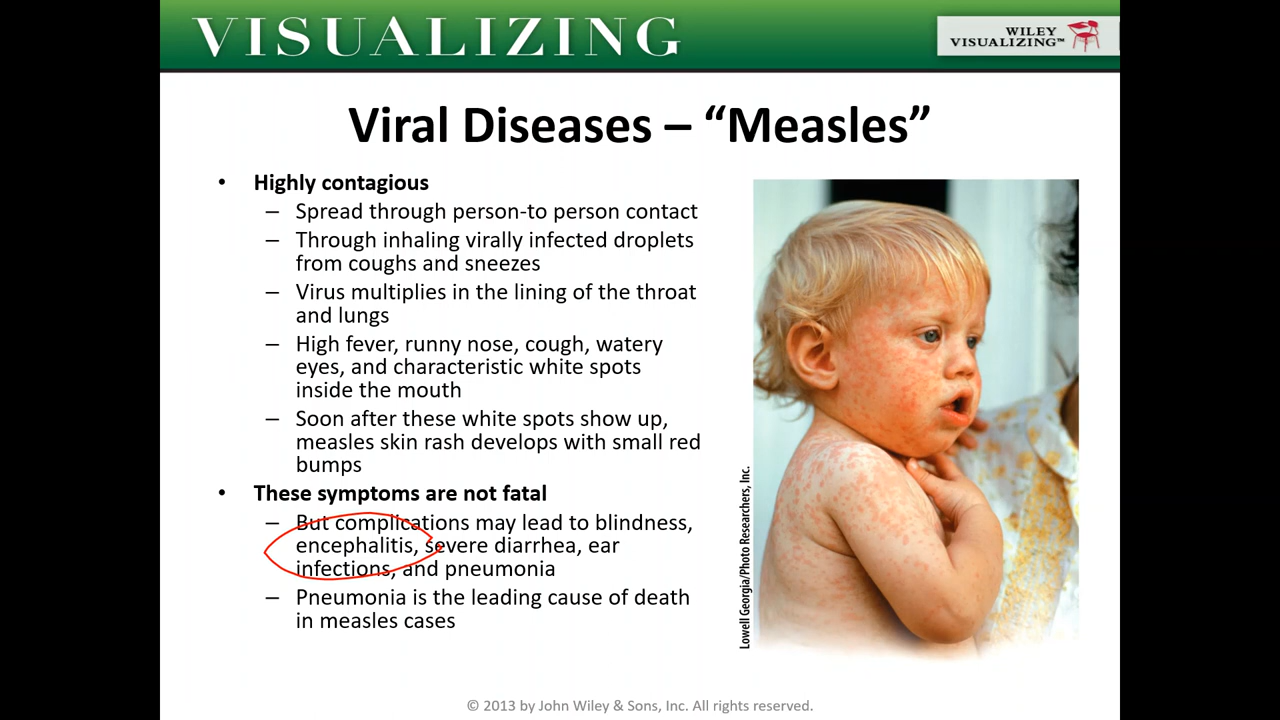 VISUALIZING
WILEY
VISUALIZING™
Viral Diseases – “Measles”
• Highly contagious
– Spread through person-to person contact
– Through inhaling virally infected droplets
from coughs and sneezes
– Virus multiplies in the lining of the throat
and lungs
– High fever, runny nose, cough, watery
eyes, and characteristic white spots
inside the mouth
– Soon after these white spots show up,
measles skin rash develops with small red
bumps
• These symptoms are not fatal
– But complications may lead to blindness,
encephalitis, severe diarrhea, ear
infections, and pneumonia
– Pneumonia is the leading cause of death
in measles cases
Lowell Georgia/Photo Researchers, Inc.
© 2013 by John Wiley & Sons, Inc. All rights reserved.